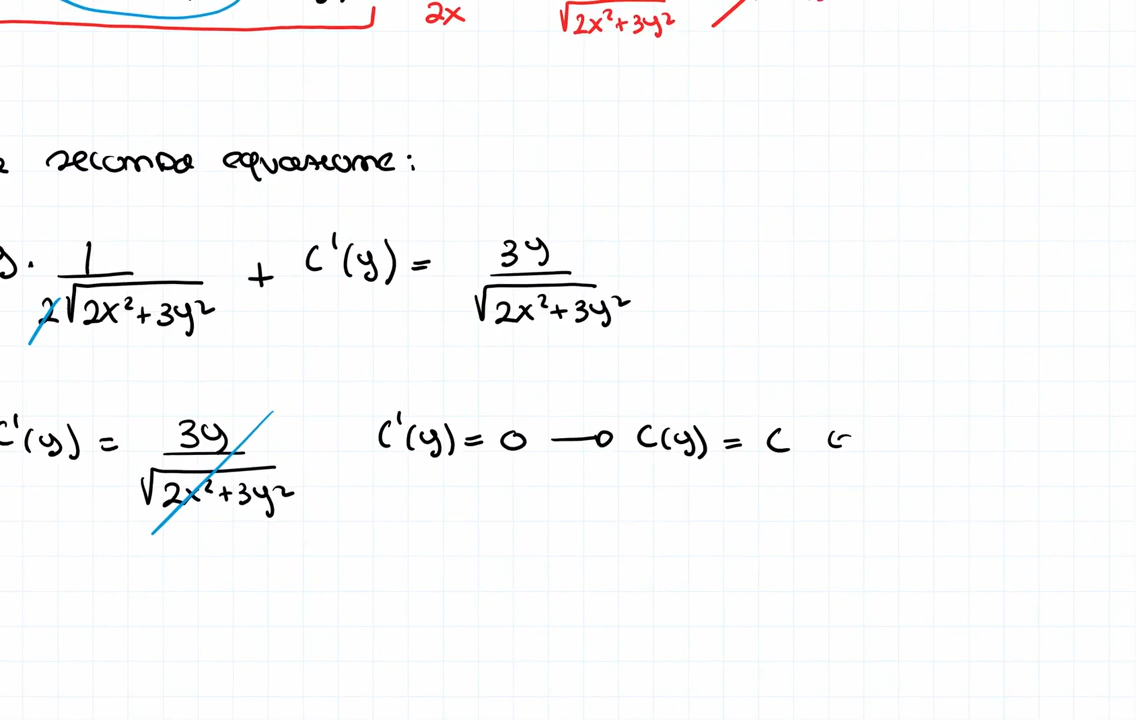 2x √(2x²+3y²)
seconda equazione:
y · 1/(2√(2x²+3y²)) + C'(y) = 3y/√(2x²+3y²)
C'(y) = 3y/√(2x²+3y²) C'(y) = 0 → C(y) = C